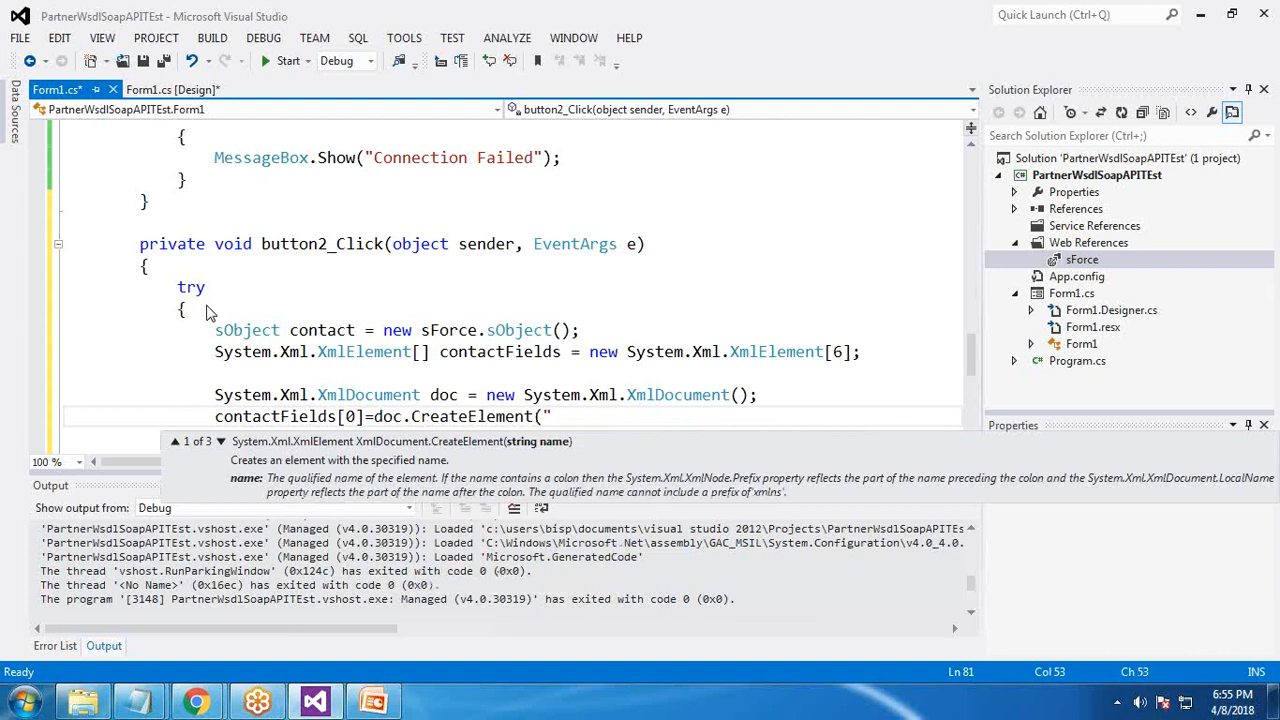 PartnerWsdlSoapAPITEst - Microsoft Visual Studio
Quick Launch (Ctrl+Q)
FILE EDIT VIEW PROJECT BUILD DEBUG TEAM SQL TOOLS TEST ANALYZE WINDOW HELP
Start Debug
Data Sources
Form1.cs* Form1.cs [Design]*
PartnerWsdlSoapAPITEst.Form1 button2_Click(object sender, EventArgs e)
{
MessageBox.Show("Connection Failed");
}
}
private void button2_Click(object sender, EventArgs e)
{
try
{
sObject contact = new sForce.sObject();
System.Xml.XmlElement[] contactFields = new System.Xml.XmlElement[6];
System.Xml.XmlDocument doc = new System.Xml.XmlDocument();
contactFields[0]=doc.CreateElement("
1 of 3 System.Xml.XmlElement XmlDocument.CreateElement(string name)
Creates an element with the specified name.
name: The qualified name of the element. If the name contains a colon then the System.Xml.XmlNode.Prefix property reflects the part of the name preceding the colon and the System.Xml.XmlDocument.LocalName
property reflects the part of the name after the colon. The qualified name cannot include a prefix of'xmlns'.
100 %
Output
Show output from: Debug
'PartnerWsdlSoapAPITEst.vshost.exe' (Managed (v4.0.30319)): Loaded 'c:\users\bisp\documents\visual studio 2012\Projects\PartnerWsdlSoapAPITEs
'PartnerWsdlSoapAPITEst.vshost.exe' (Managed (v4.0.30319)): Loaded 'C:\Windows\Microsoft.Net\assembly\GAC_MSIL\System.Configuration\v4.0_4.0.
'PartnerWsdlSoapAPITEst.vshost.exe' (Managed (v4.0.30319)): Loaded 'Microsoft.GeneratedCode'
The thread 'vshost.RunParkingWindow' (0x124c) has exited with code 0 (0x0).
The thread '<No Name>' (0x16ec) has exited with code 0 (0x0).
The program '[3148] PartnerWsdlSoapAPITEst.vshost.exe: Managed (v4.0.30319)' has exited with code 0 (0x0).
Error List Output
Solution Explorer
Search Solution Explorer (Ctrl+;)
Solution 'PartnerWsdlSoapAPITEst' (1 project)
PartnerWsdlSoapAPITEst
Properties
References
Service References
Web References
sForce
App.config
Form1.cs
Form1.Designer.cs
Form1.resx
Form1
Program.cs
Properties
Ready Ln 81 Col 53 Ch 53 INS
6:55 PM
4/8/2018